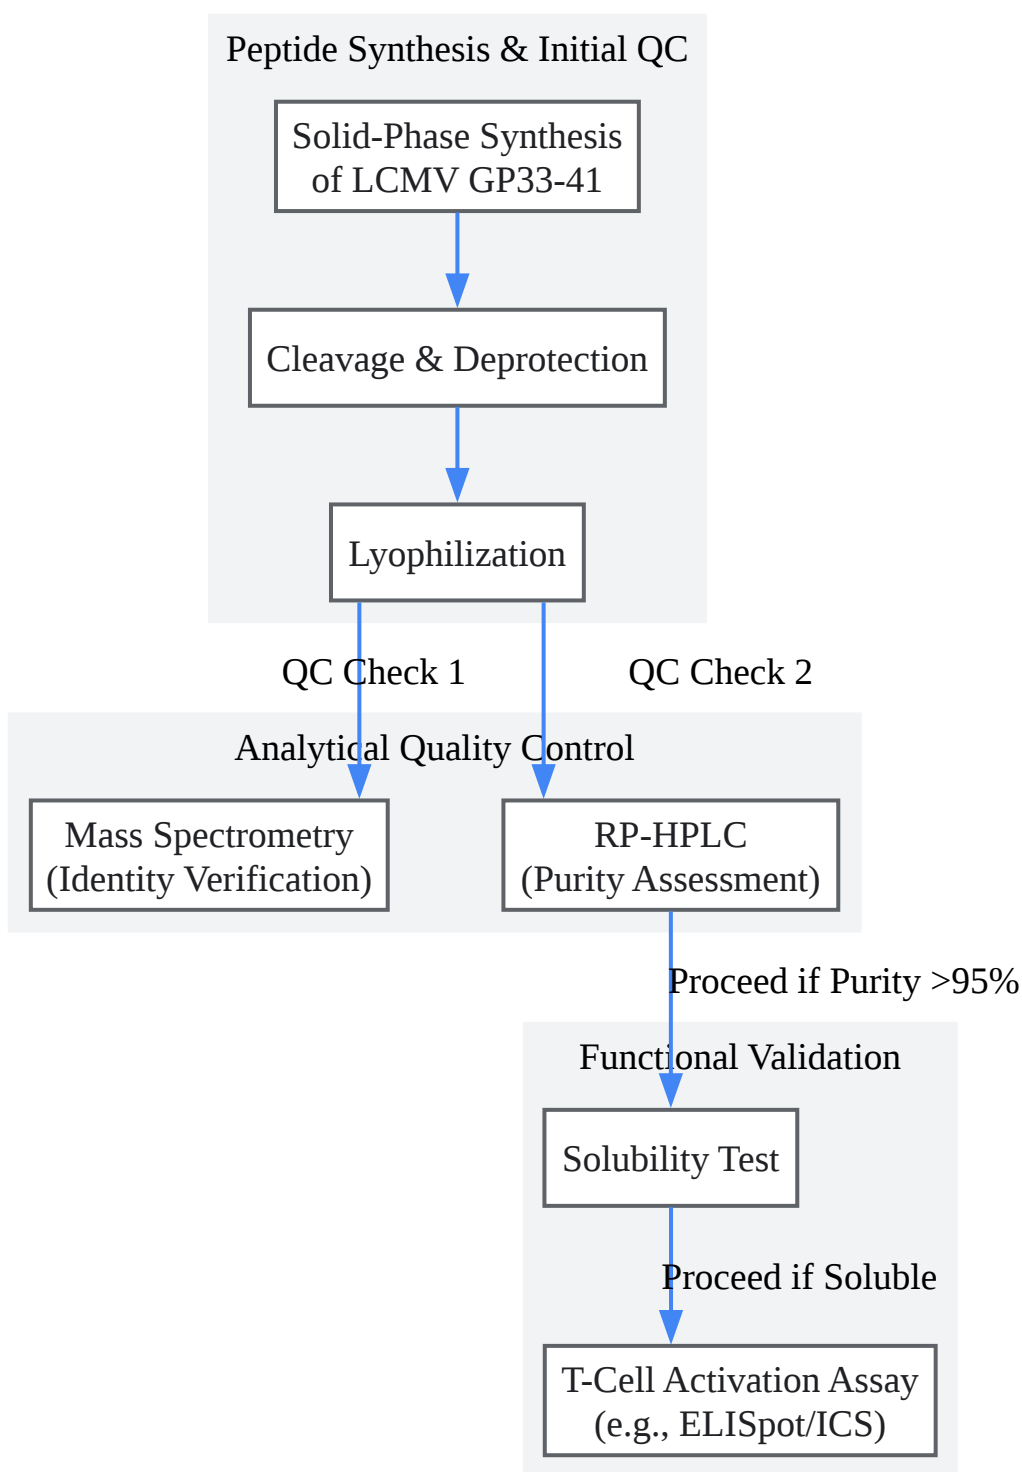 Peptide Synthesis & Initial QC
Solid-Phase Synthesis
of LCMV GP33-41
Cleavage & Deprotection
Lyophilization
QC Check 1
QC Check 2
Analytical Quality Control
Mass Spectrometry
(Identity Verification)
RP-HPLC
(Purity Assessment)
Proceed if Purity >95%
Functional Validation
Solubility Test
Proceed if Soluble
T-Cell Activation Assay
(e.g., ELISpot/ICS)